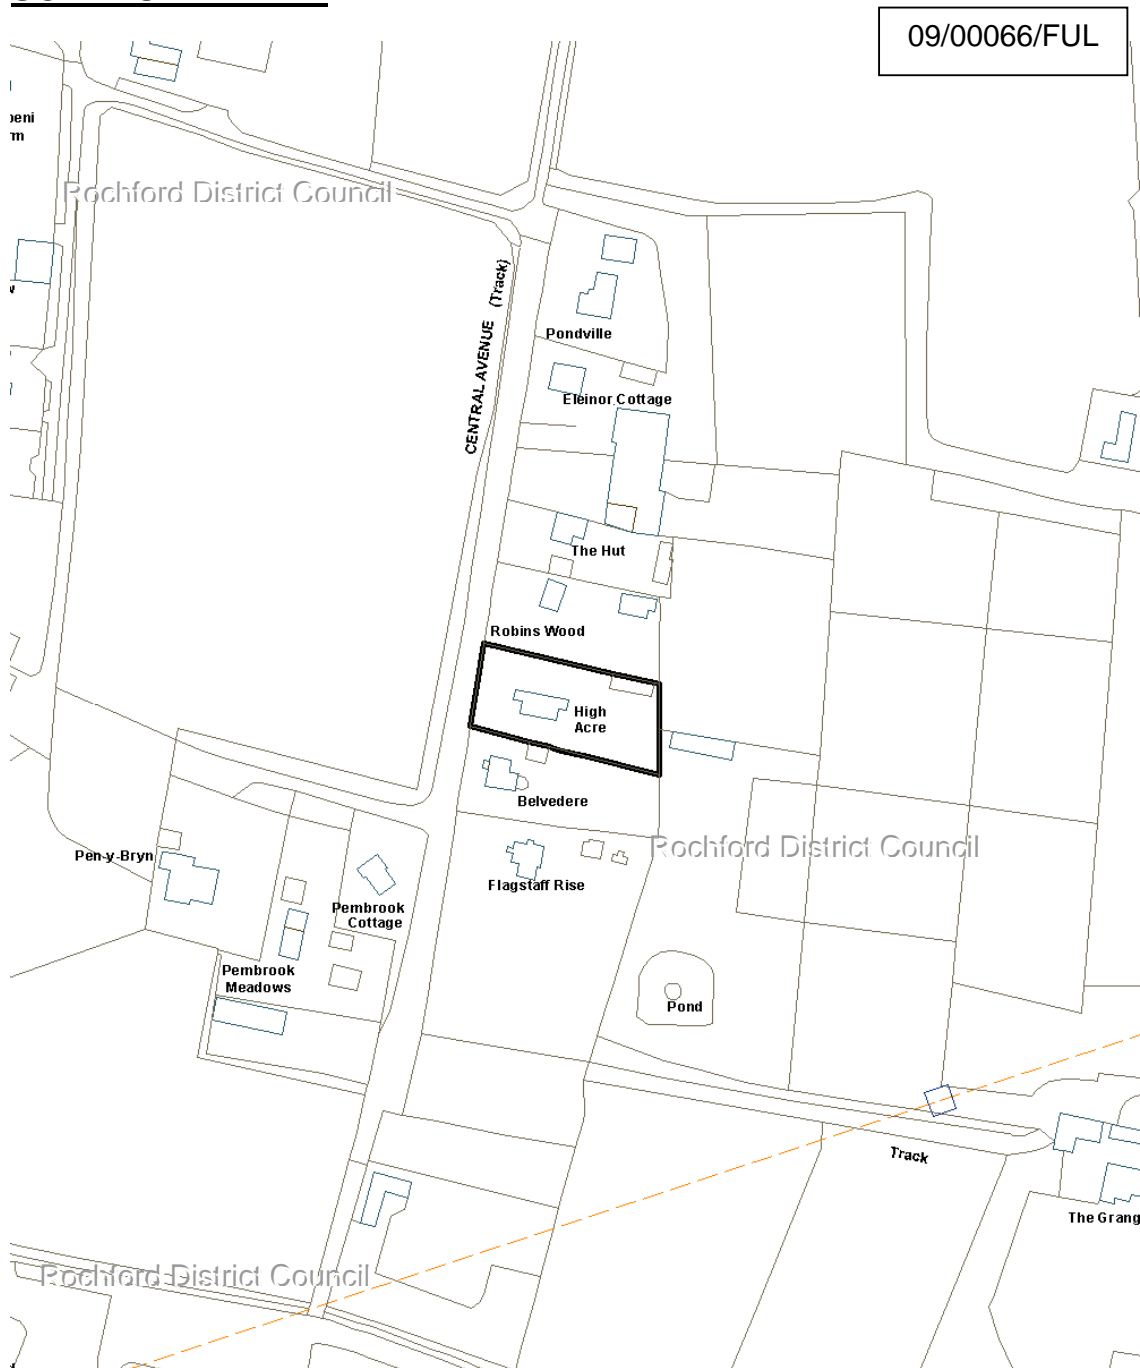 09/00066/FUL
Rochford District Council
CENTRAL AVENUE (Track)
Pondville
Eleinor Cottage
The Hut
Robins Wood
High
Acre
Belvedere
Rochford District Council
Flagstaff Rise
Pen-y-Bryn
Pembrook
Cottage
Pembrook
Meadows
Pond
Track
The Grang
Rochford District Council